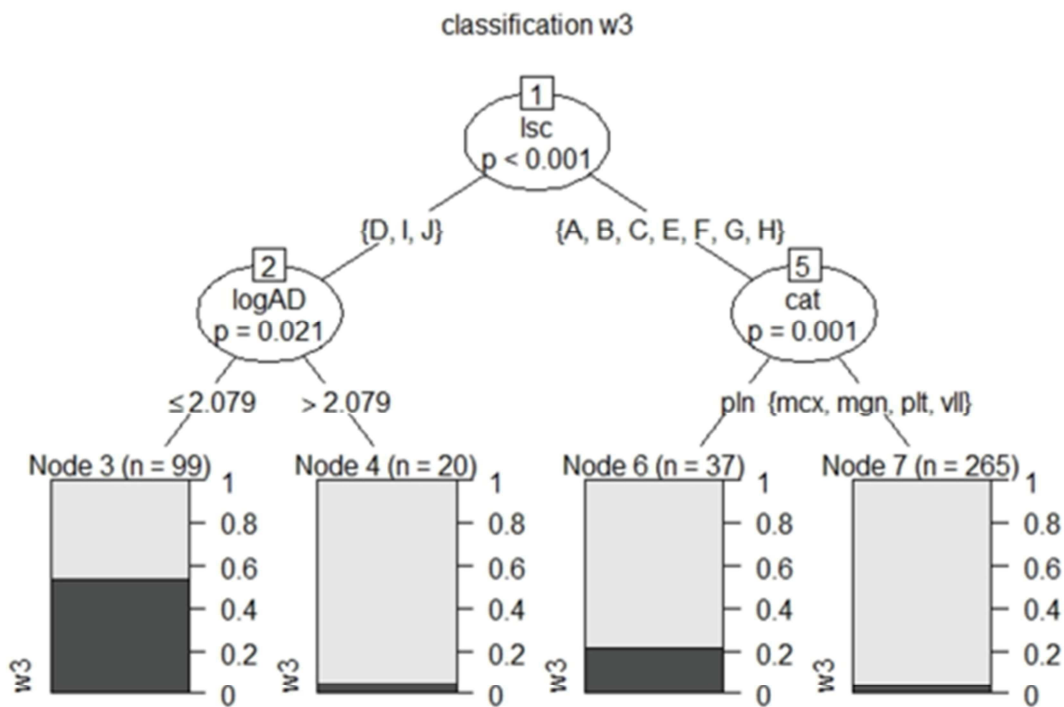 classification w3
1
lsc
p < 0.001
{D, I, J}
{A, B, C, E, F, G, H}
2
logAD
p = 0.021
5
cat
p = 0.001
≤ 2.079
> 2.079
pln
{mcx, mgn, plt, vll}
Node 3 (n = 99)
1
0.8
0.6
0.4
0.2
0
w3
Node 4 (n = 20)
1
0.8
0.6
0.4
0.2
0
w3
Node 6 (n = 37)
1
0.8
0.6
0.4
0.2
0
w3
Node 7 (n = 265)
1
0.8
0.6
0.4
0.2
0
w3